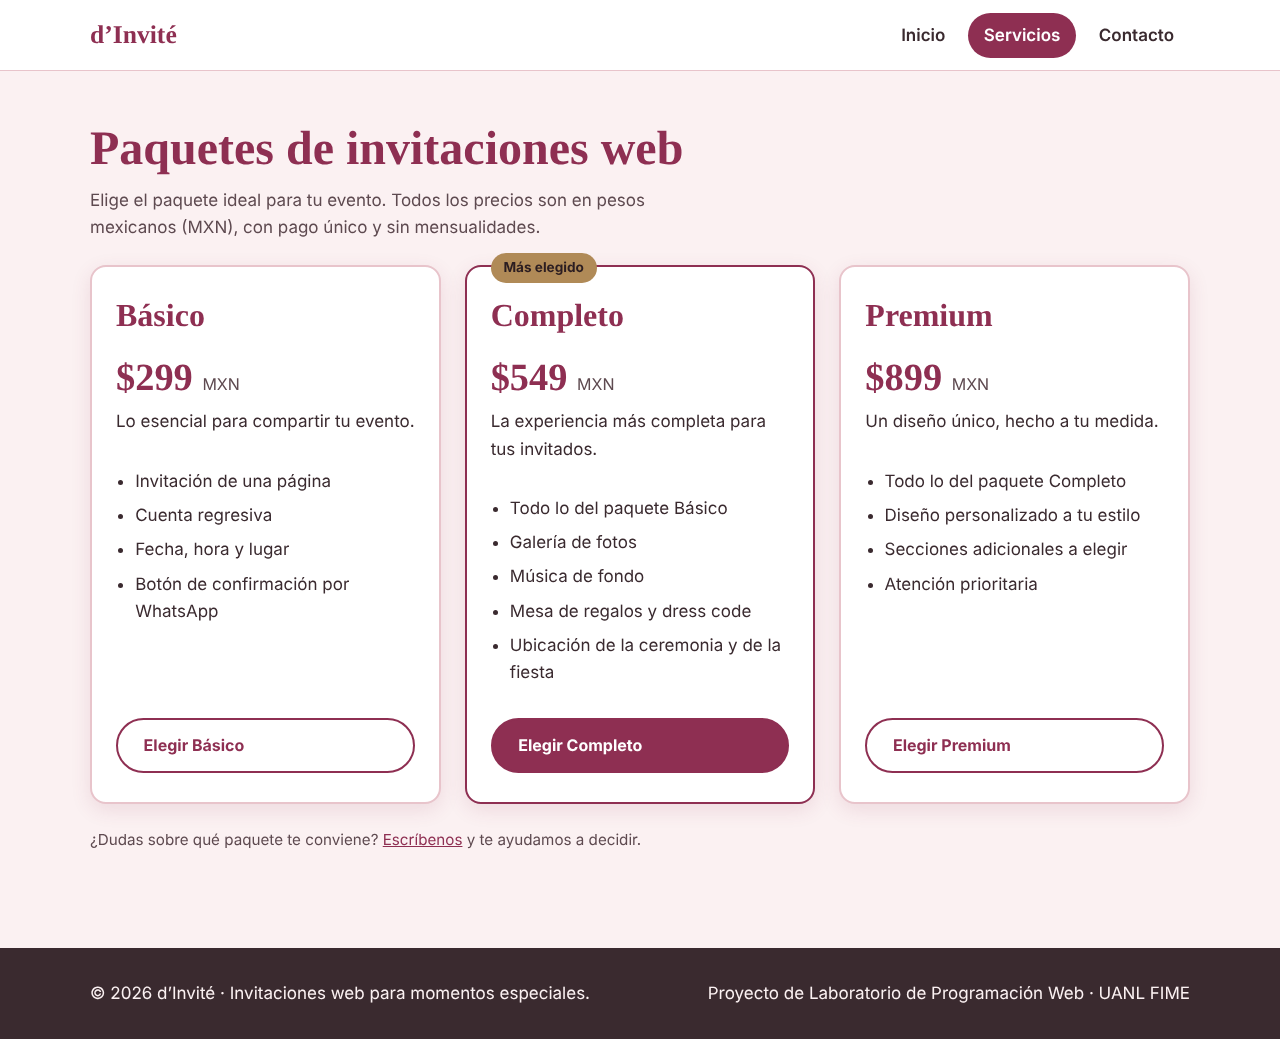 d’Invité
Inicio
Servicios
Contacto
Paquetes de invitaciones web
Elige el paquete ideal para tu evento. Todos los precios son en pesos
mexicanos (MXN), con pago único y sin mensualidades.
Básico
$299 MXN
Lo esencial para compartir tu evento.
• Invitación de una página
• Cuenta regresiva
• Fecha, hora y lugar
• Botón de confirmación por
WhatsApp
Elegir Básico
Más elegido
Completo
$549 MXN
La experiencia más completa para
tus invitados.
• Todo lo del paquete Básico
• Galería de fotos
• Música de fondo
• Mesa de regalos y dress code
• Ubicación de la ceremonia y de la
fiesta
Elegir Completo
Premium
$899 MXN
Un diseño único, hecho a tu medida.
• Todo lo del paquete Completo
• Diseño personalizado a tu estilo
• Secciones adicionales a elegir
• Atención prioritaria
Elegir Premium
¿Dudas sobre qué paquete te conviene? Escríbenos y te ayudamos a decidir.
© 2026 d’Invité · Invitaciones web para momentos especiales.
Proyecto de Laboratorio de Programación Web · UANL FIME